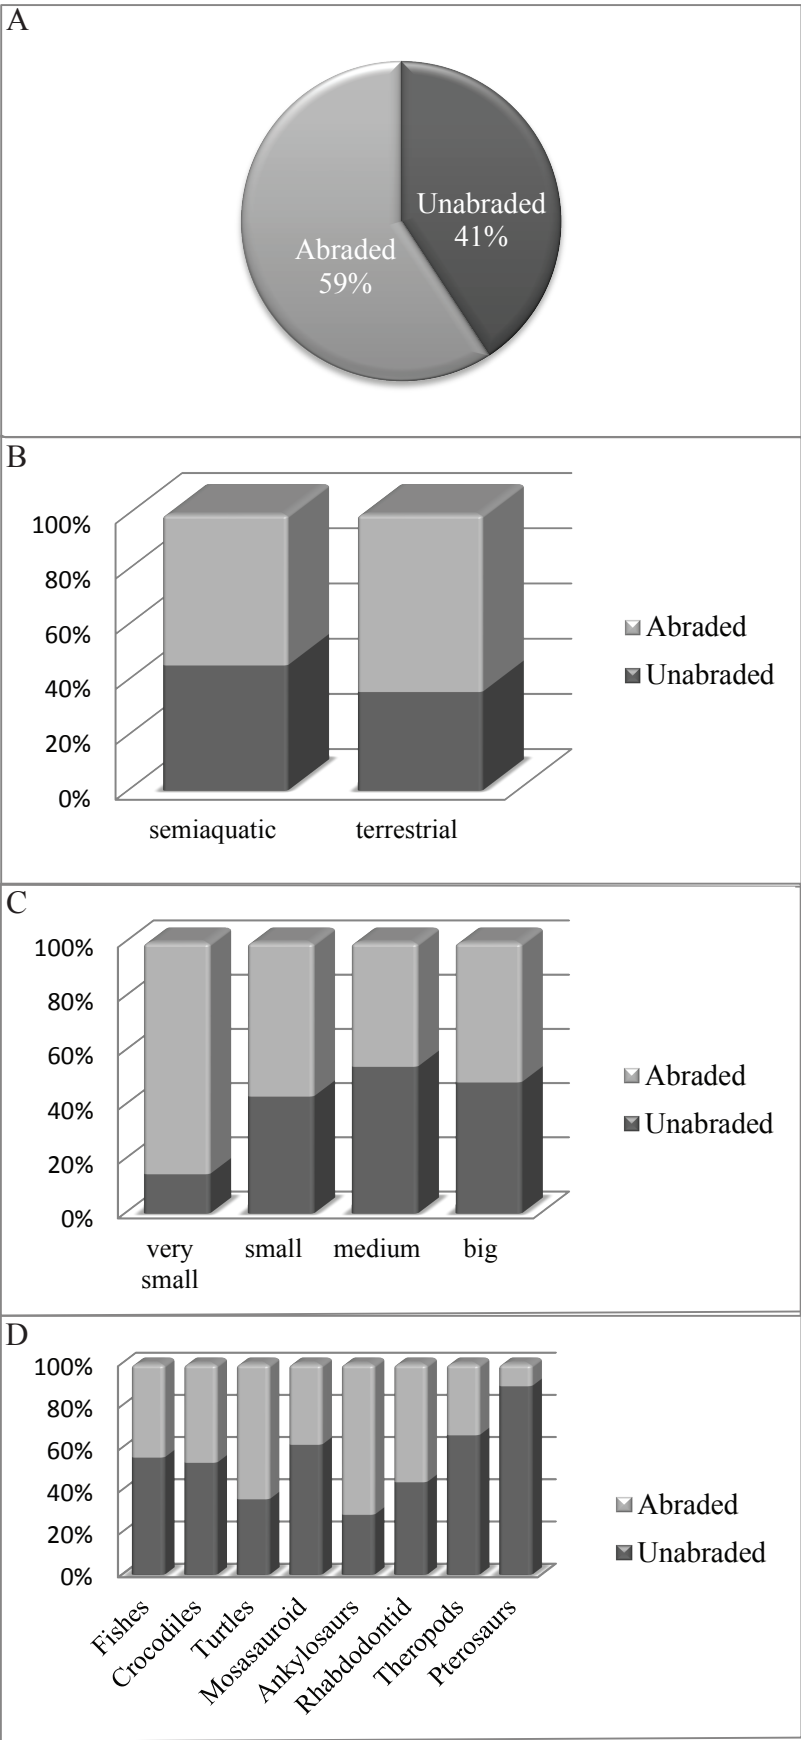 A
Unabraded
41%
Abraded
59%
B
100%
80%
60%
40%
20%
0%
semiaquatic
terrestrial
Abraded
Unabraded
C
100%
80%
60%
40%
20%
0%
very
small
small
medium
big
Abraded
Unabraded
D
100%
80%
60%
40%
20%
0%
Fishes
Crocodiles
Turtles
Mosasauroid
Ankylosaurs
Rhabdodontid
Theropods
Pterosaurs
Abraded
Unabraded